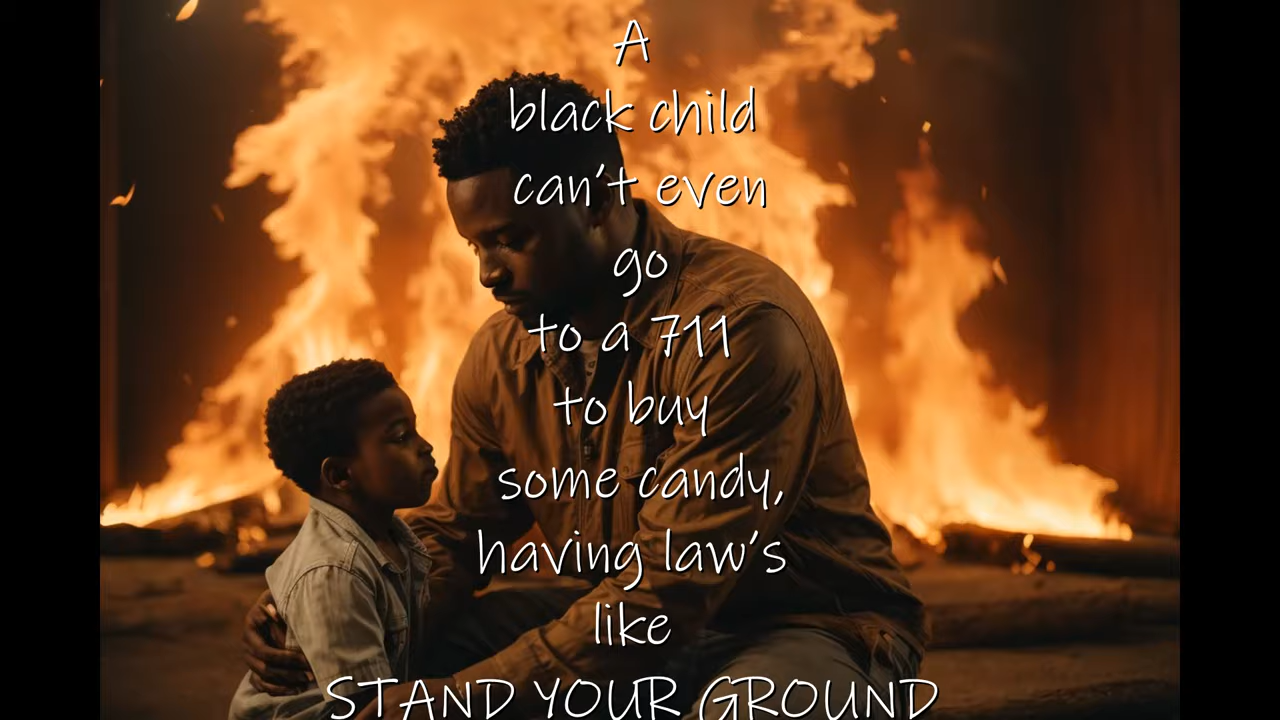 A
black child
can't even
go
to a 711
to buy
some candy,
having law's
like
STAND YOUR GROUND